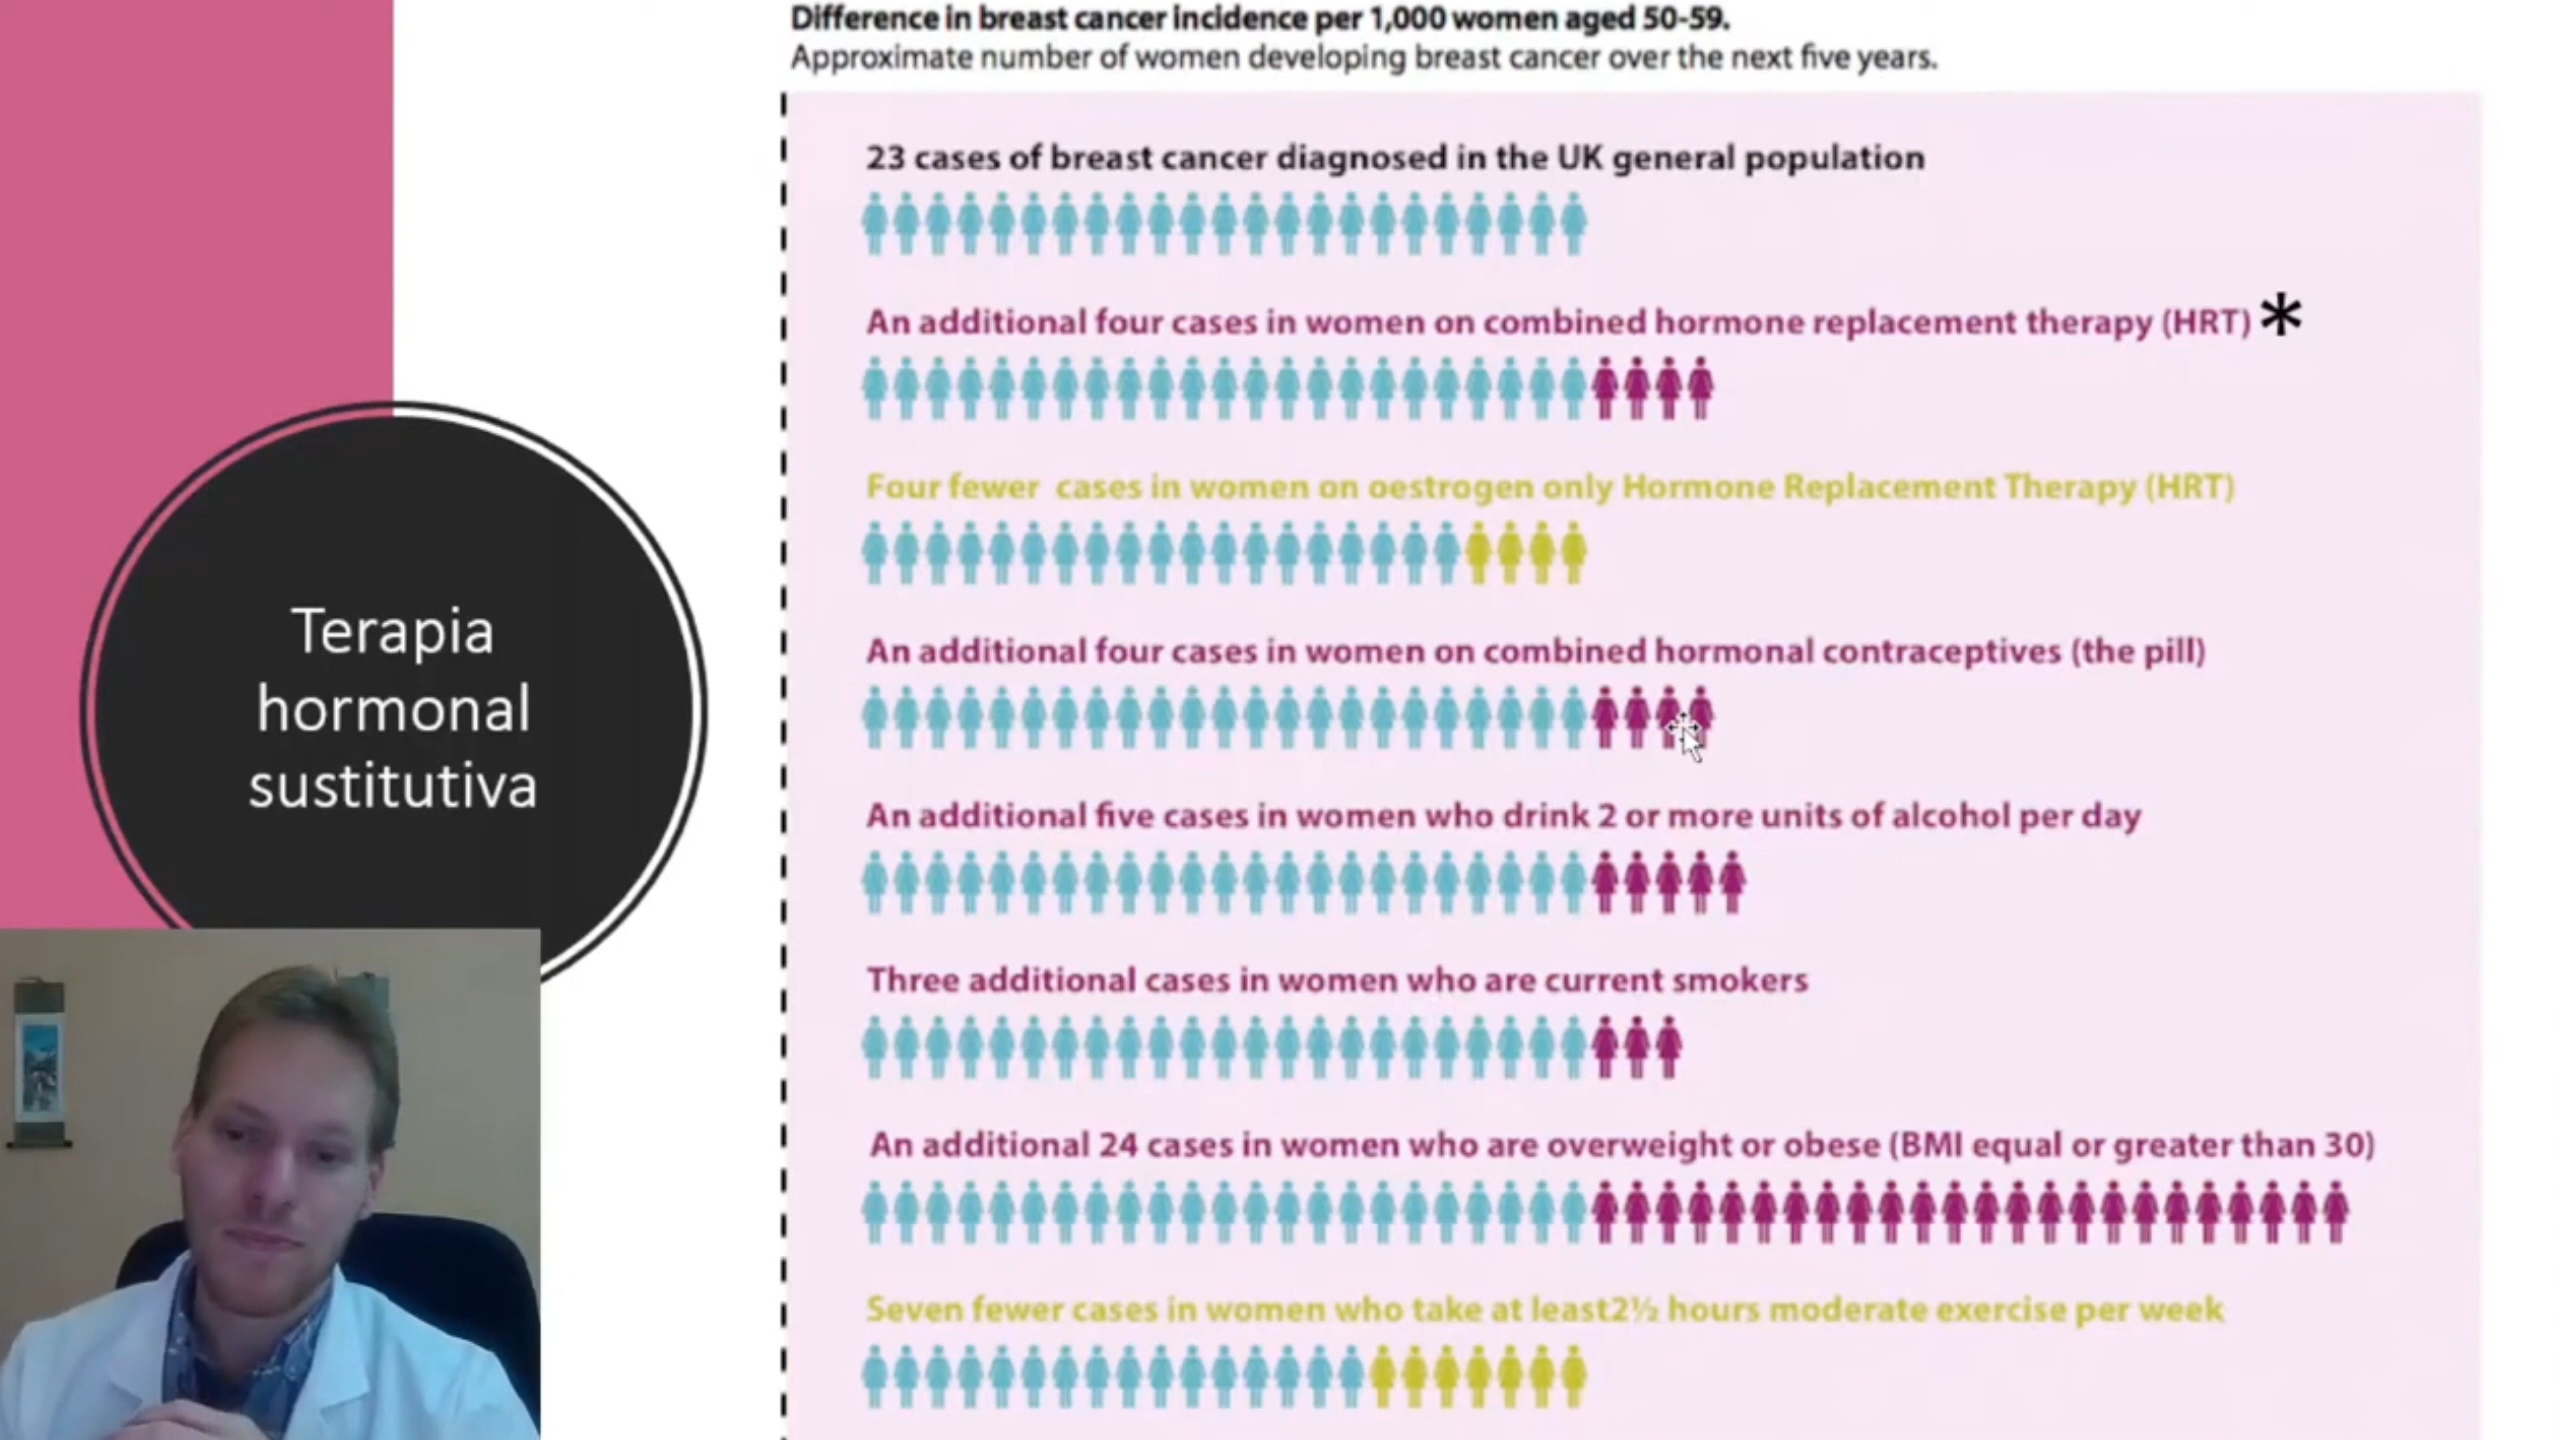 Difference in breast cancer incidence per 1,000 women aged 50-59.
Approximate number of women developing breast cancer over the next five years.
23 cases of breast cancer diagnosed in the UK general population
An additional four cases in women on combined hormone replacement therapy (HRT) *
Four fewer cases in women on oestrogen only Hormone Replacement Therapy (HRT)
An additional four cases in women on combined hormonal contraceptives (the pill)
An additional five cases in women who drink 2 or more units of alcohol per day
Three additional cases in women who are current smokers
An additional 24 cases in women who are overweight or obese (BMI equal or greater than 30)
Seven fewer cases in women who take at least2½ hours moderate exercise per week
Terapia
hormonal
sustitutiva